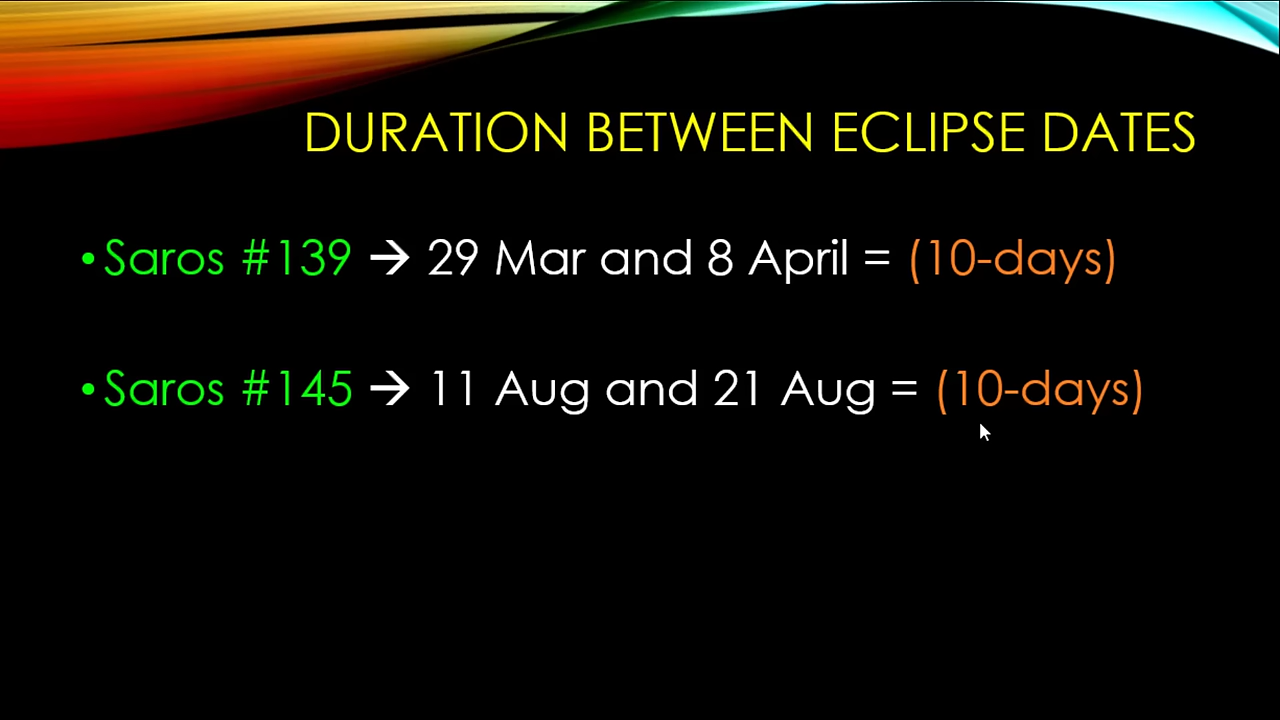 DURATION BETWEEN ECLIPSE DATES
•Saros #139 → 29 Mar and 8 April = (10-days)
•Saros #145 → 11 Aug and 21 Aug = (10-days)